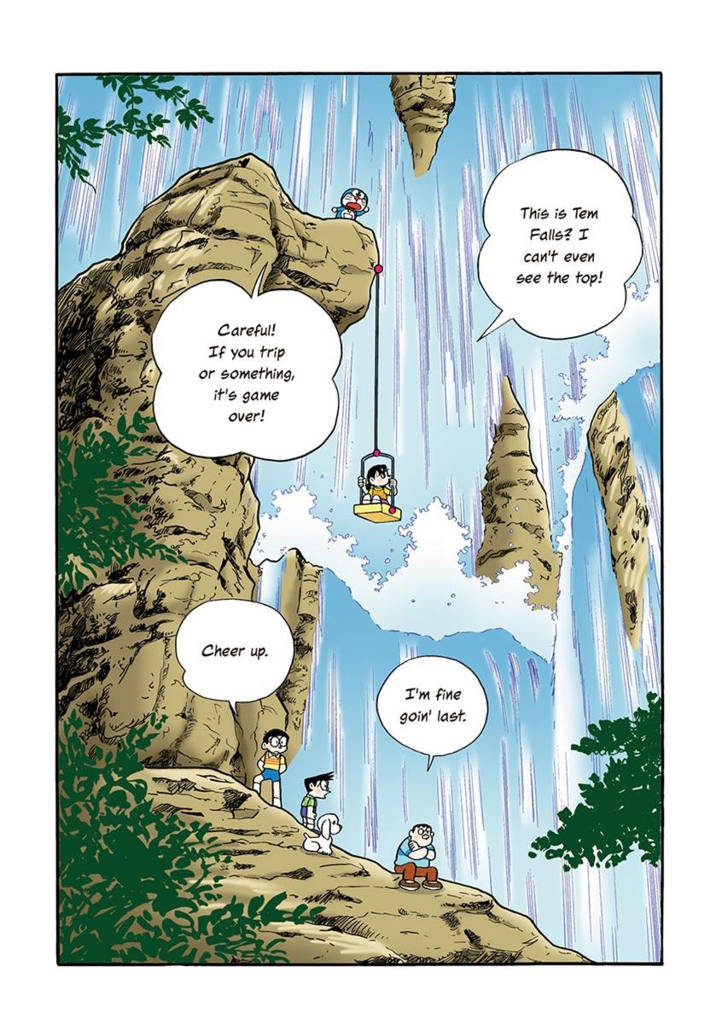 This is Tem
Falls? I
can't even
see the top!
Careful!
If you trip
or something,
it's game
over!
Cheer up.
I'm fine
goin' last.